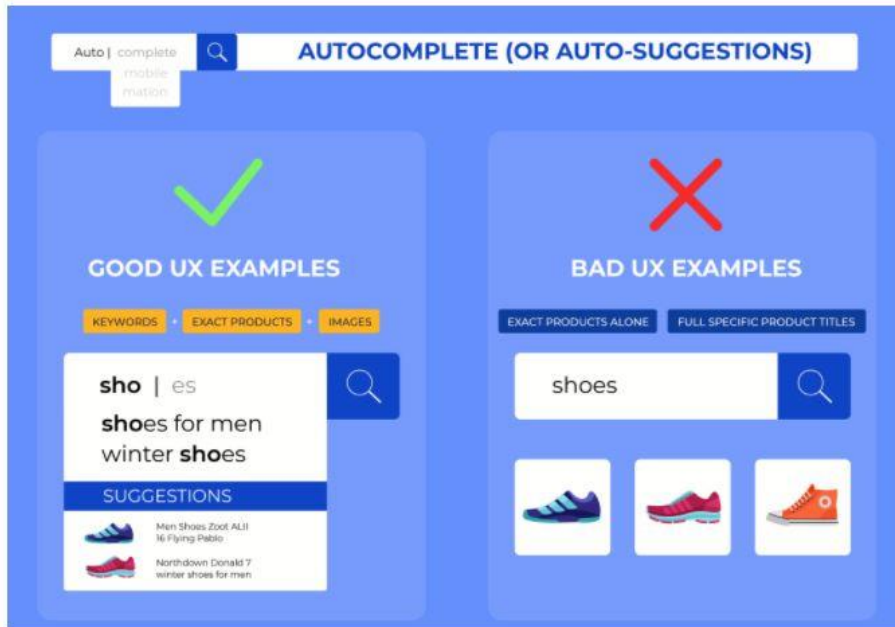 Auto | complete
AUTOCOMPLETE (OR AUTO-SUGGESTIONS)
mobile
mation
GOOD UX EXAMPLES
KEYWORDS + EXACT PRODUCTS + IMAGES
sho | es
shoes for men
winter shoes
SUGGESTIONS
Men Shoes Zoot ALII
16 Flying Pablo
Northdown Donald 7
winter shoes for men
BAD UX EXAMPLES
EXACT PRODUCTS ALONE
FULL SPECIFIC PRODUCT TITLES
shoes